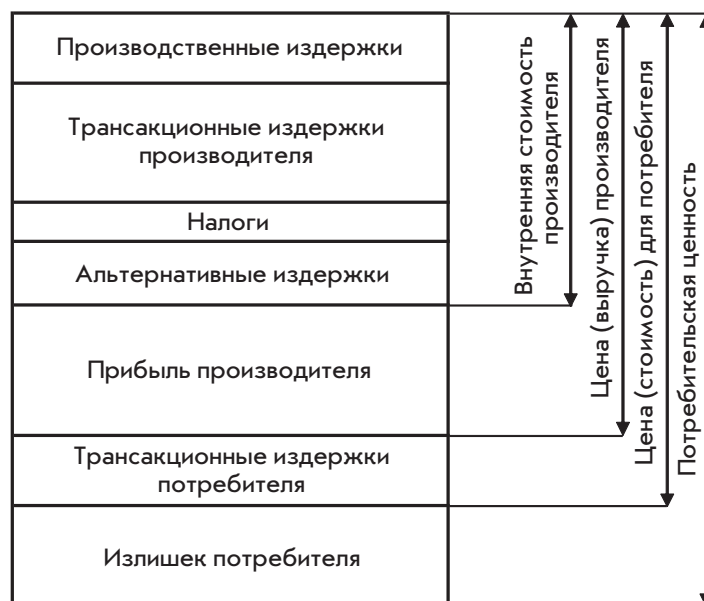 Производственные издержки
Трансакционные издержки
производителя
Налоги
Альтернативные издержки
Прибыль производителя
Трансакционные издержки
потребителя
Излишек потребителя
Внутренняя стоимость
производителя
Цена (выручка) производителя
Цена (стоимость) для потребителя
Потребительская ценность